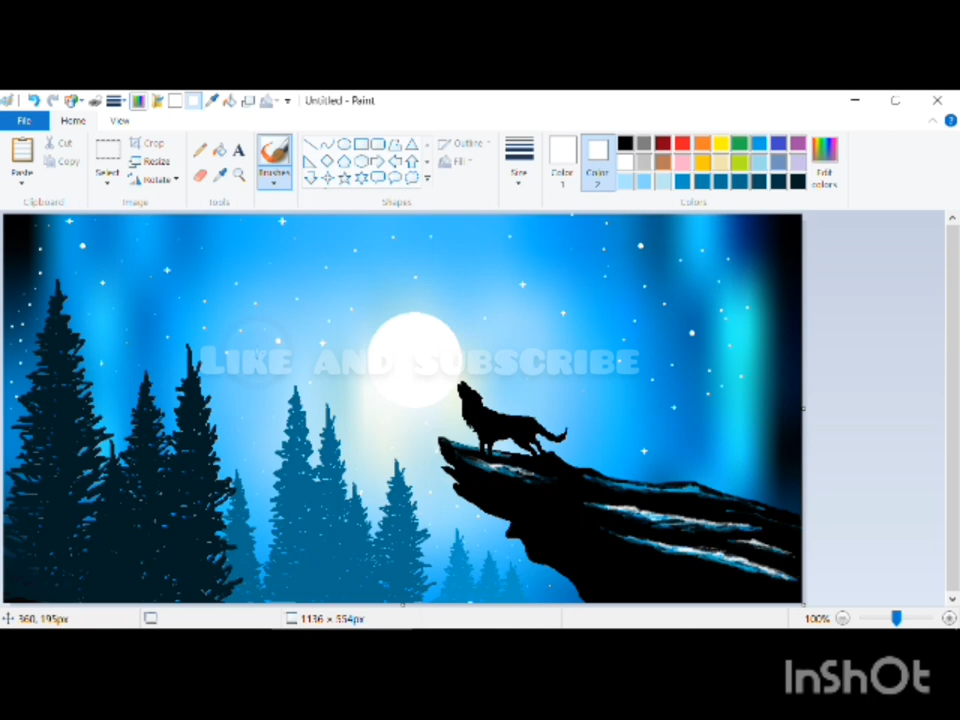 Untitled - Paint
File Home View
Cut
Copy
Paste
Clipboard
Select
Crop
Resize
Rotate
Image
A
Tools
Brushes
Outline
Fill
Shapes
Size
Color
1
Color
2
Edit
colors
Colors
LIKE AND SUBSCRIBE
360, 195px
1136 × 554px
100%
InShOt